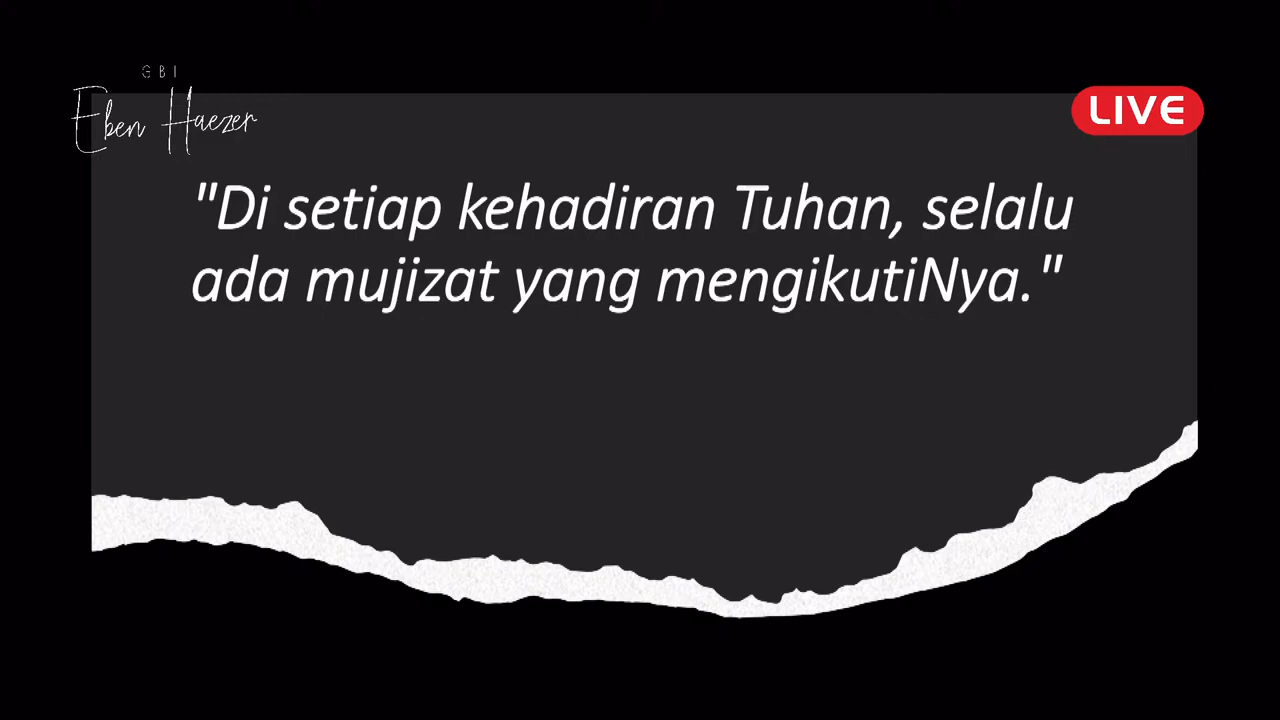 GBI
Eben Haezer
LIVE
"Di setiap kehadiran Tuhan, selalu
ada mujizat yang mengikutiNya."